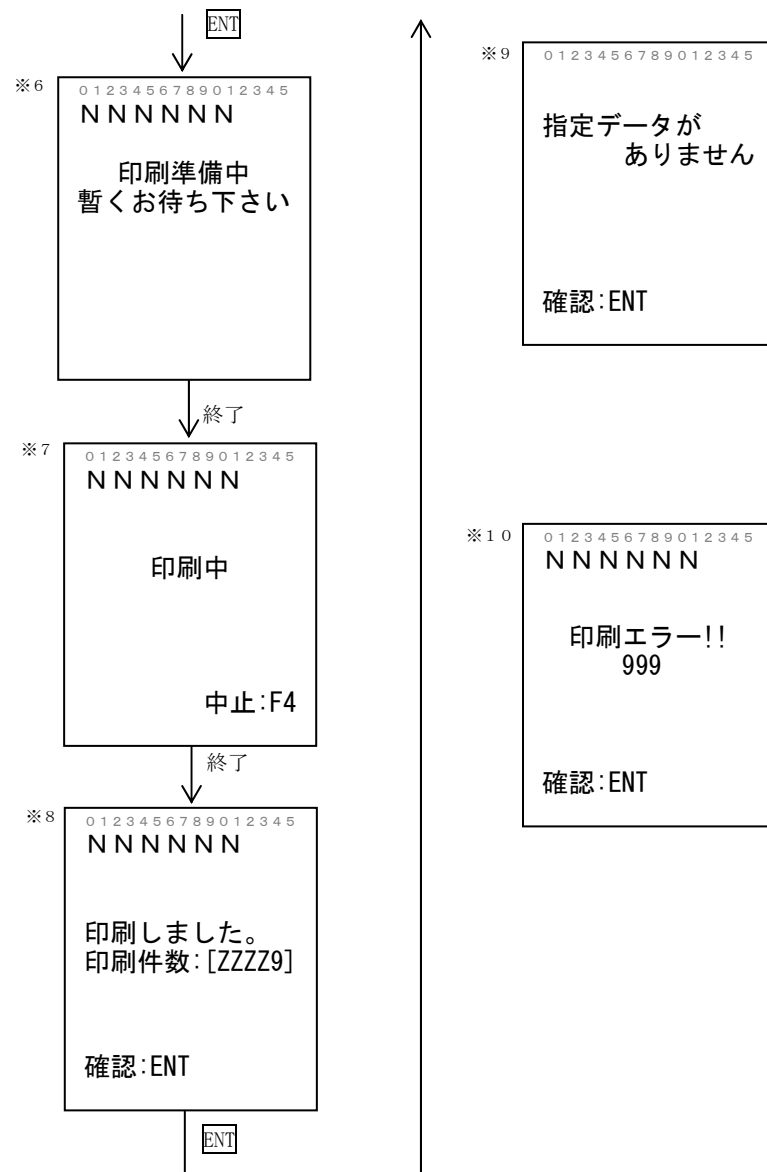 ENT
※6
0123456789012345
NNNNNN
印刷準備中
暫くお待ち下さい
終了
※7
0123456789012345
NNNNNN
印刷中
中止:F4
終了
※8
0123456789012345
NNNNNN
印刷しました。
印刷件数:[ZZZZ9]
確認:ENT
ENT
※9
0123456789012345
指定データが
ありません
確認:ENT
※10
0123456789012345
NNNNNN
印刷エラー!!
999
確認:ENT